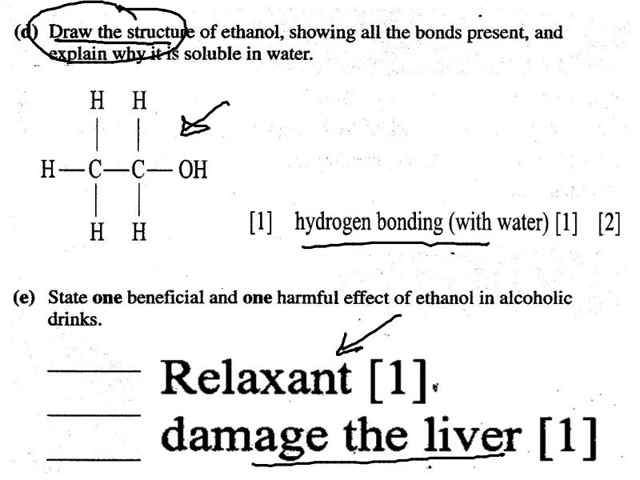 (d) Draw the structure of ethanol, showing all the bonds present, and
explain why it is soluble in water.
H H
H—C—C—OH
H H
[1] hydrogen bonding (with water) [1] [2]
(e) State one beneficial and one harmful effect of ethanol in alcoholic
drinks.
Relaxant [1].
damage the liver [1]